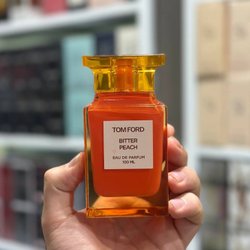 TOM FORD
BITTER
PEACH
EAU DE PARFUM
100 ML